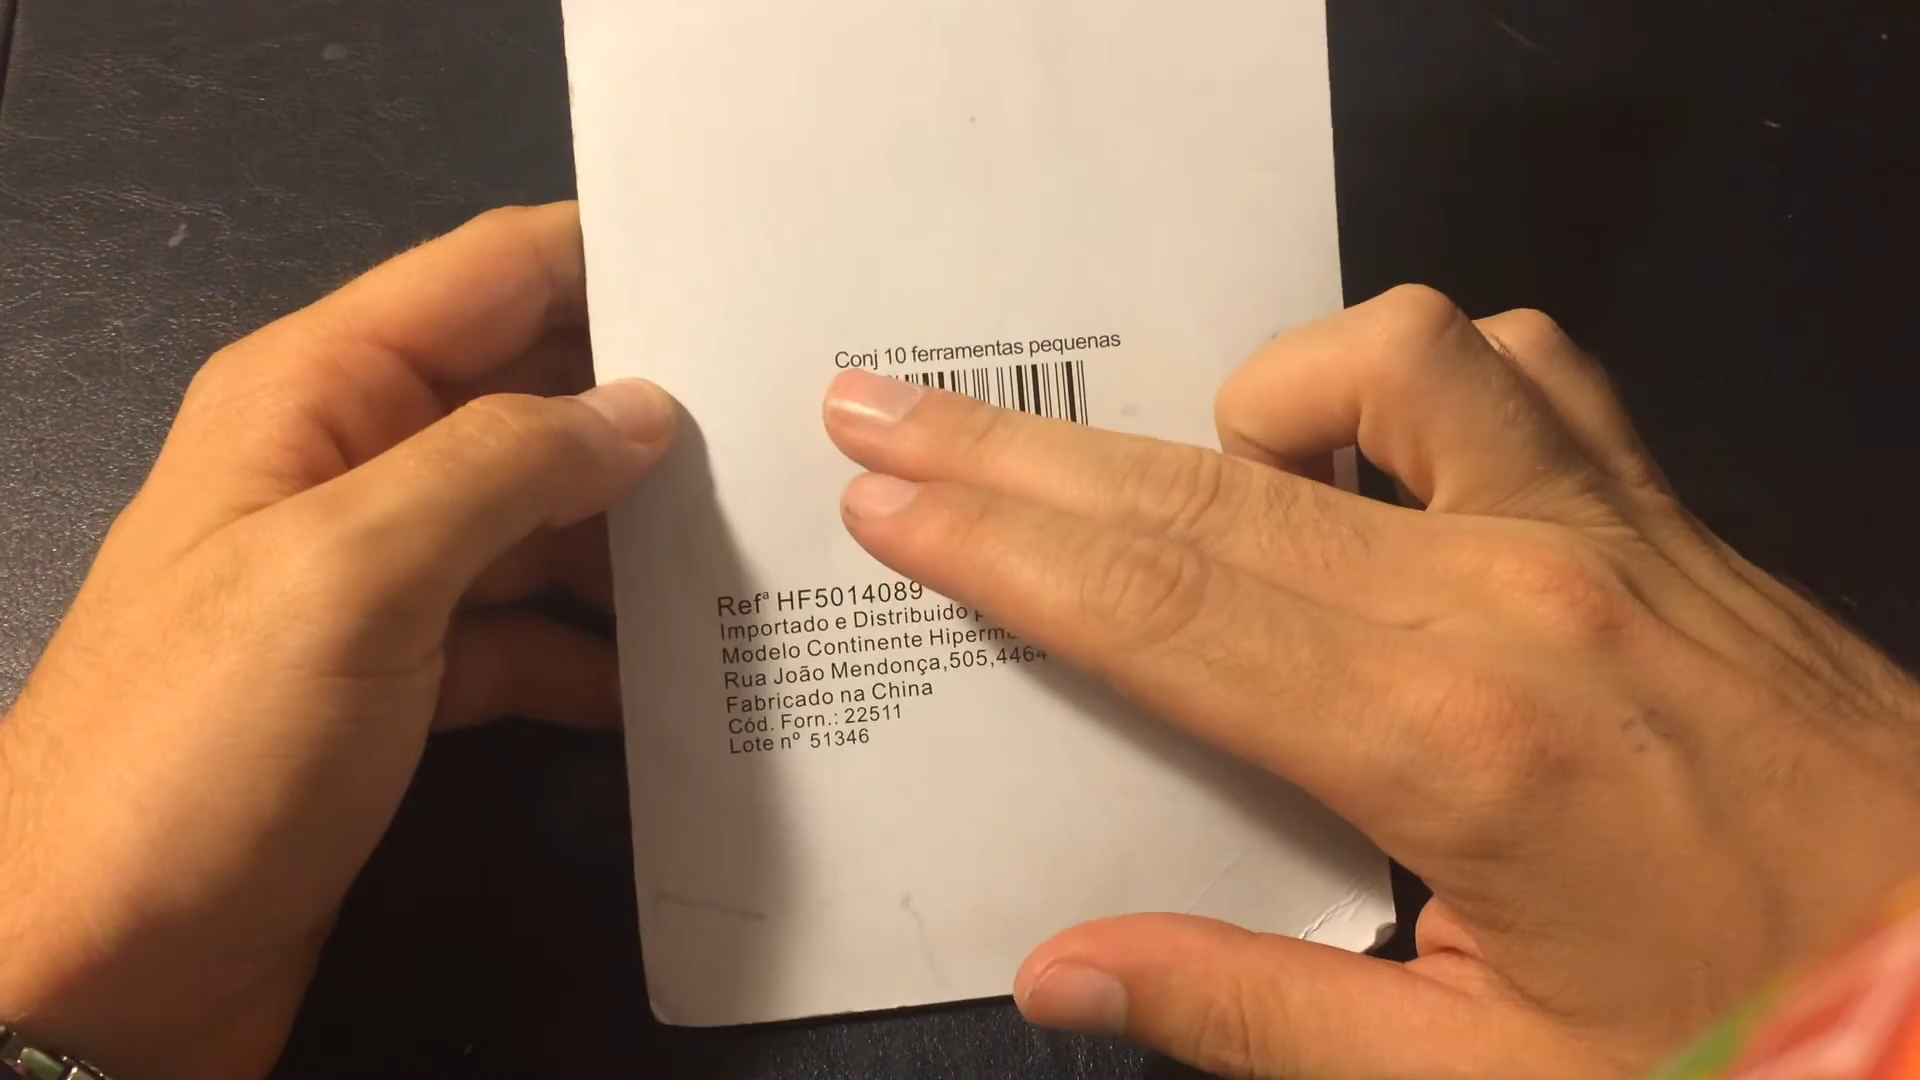 Conj 10 ferramentas pequenas
Refª HF5014089
Importado e Distribuido
Modelo Continente
Rua João Mendonça,505,4464
Fabricado na China
Cód. Forn.: 22511
Lote nº 51346